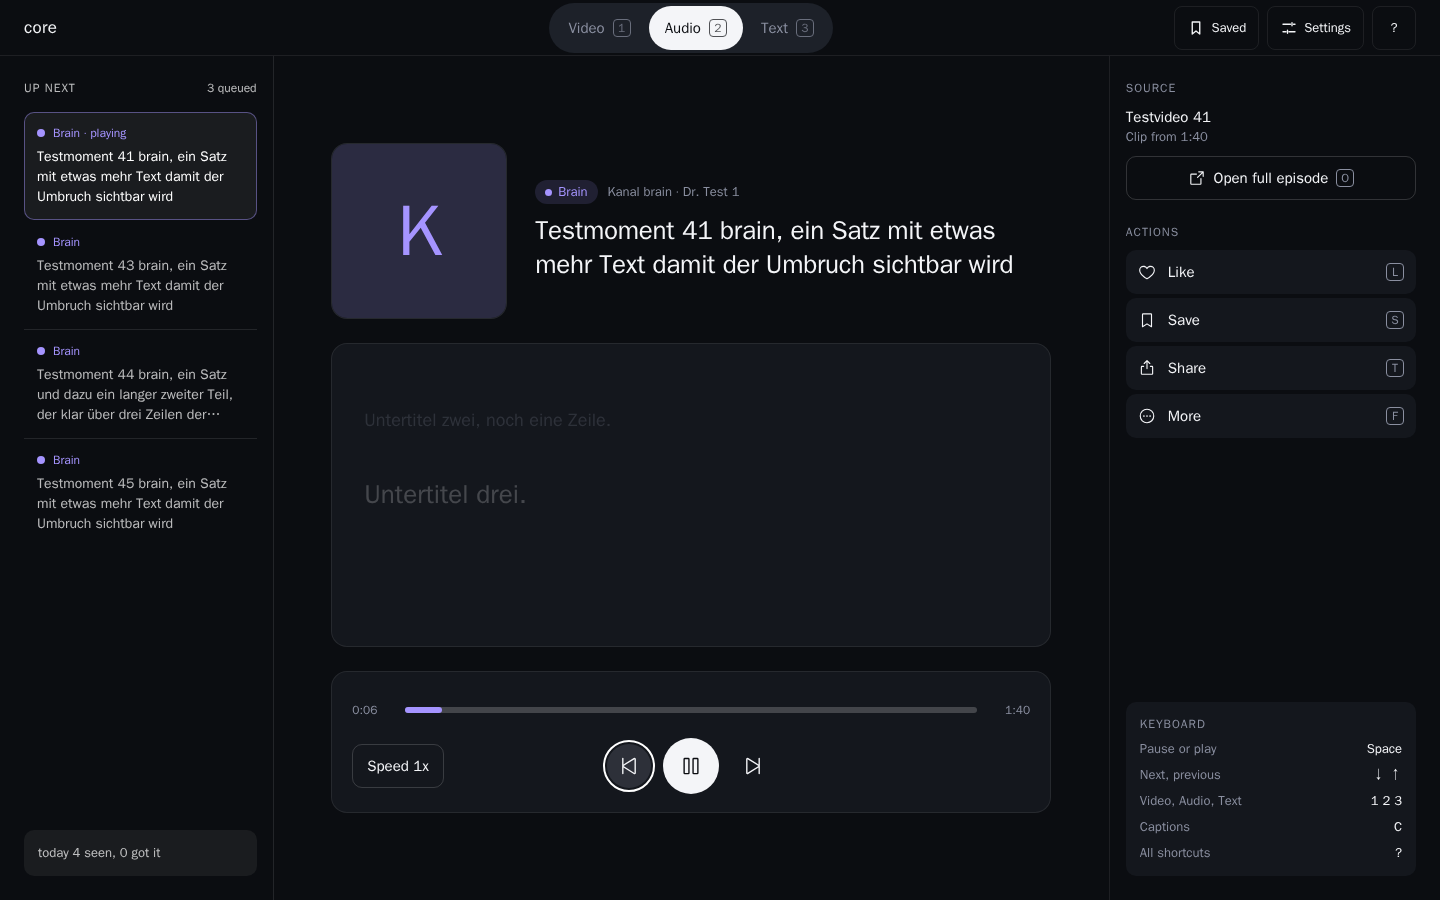 core
Video 1
Audio 2
Text 3
Saved
Settings
?
UP NEXT
3 queued
Brain · playing
Testmoment 41 brain, ein Satz
mit etwas mehr Text damit der
Umbruch sichtbar wird
Brain
Testmoment 43 brain, ein Satz
mit etwas mehr Text damit der
Umbruch sichtbar wird
Brain
Testmoment 44 brain, ein Satz
und dazu ein langer zweiter Teil,
der klar über drei Zeilen der…
Brain
Testmoment 45 brain, ein Satz
mit etwas mehr Text damit der
Umbruch sichtbar wird
today 4 seen, 0 got it
K
Brain
Kanal brain · Dr. Test 1
Testmoment 41 brain, ein Satz mit etwas
mehr Text damit der Umbruch sichtbar wird
Untertitel zwei, noch eine Zeile.
Untertitel drei.
0:06
1:40
Speed 1x
SOURCE
Testvideo 41
Clip from 1:40
Open full episode O
ACTIONS
Like L
Save S
Share T
More F
KEYBOARD
Pause or play Space
Next, previous ↓ ↑
Video, Audio, Text 1 2 3
Captions C
All shortcuts ?